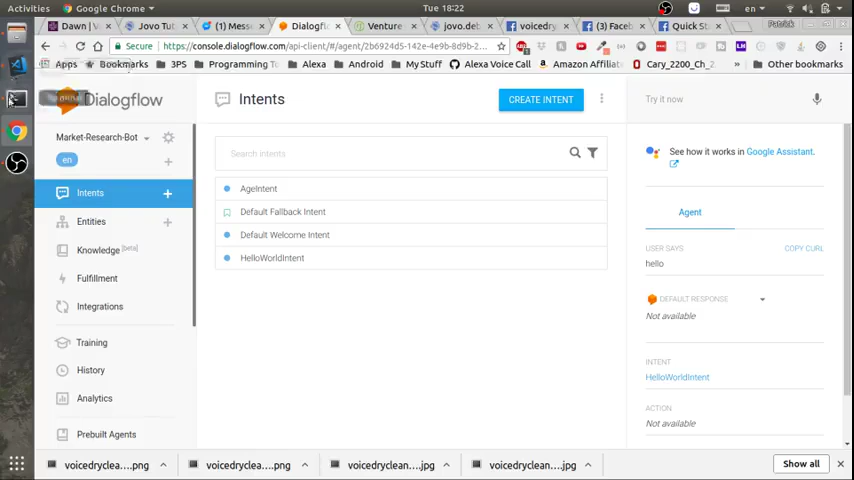 Activities
Google Chrome
Tue 18:22
en
Patrick
Dawn | V
Jovo Tut
(1) Mess
Dialogfl
Venture
jovo.de
voicedry
(3) Face
Quick St
Secure
https://console.dialogflow.com/api-client/#/agent/2b6924d5-142e-4e9b-8d9b-2...
Apps
Bookmarks
3PS
Programming T
Android
My Stuff
Alexa Voice Call
Amazon Affiliat
Cary_2200_Ch_2
Other bookmarks
Dialogflow
Intents
CREATE INTENT
Try it now
Market-Research-Bot
en
Search intents
See how it works in Google Assistant.
Intents
AgeIntent
Default Fallback Intent
Default Welcome Intent
HelloWorldIntent
Entities
Knowledge [beta]
Fulfillment
Integrations
Training
History
Analytics
Prebuilt Agents
Agent
USER SAYS
COPY CURL
hello
DEFAULT RESPONSE
Not available
INTENT
HelloWorldIntent
ACTION
Not available
voicedryclea....png
voicedryclea....png
voicedryclean....jpg
voicedryclean....jpg
Show all